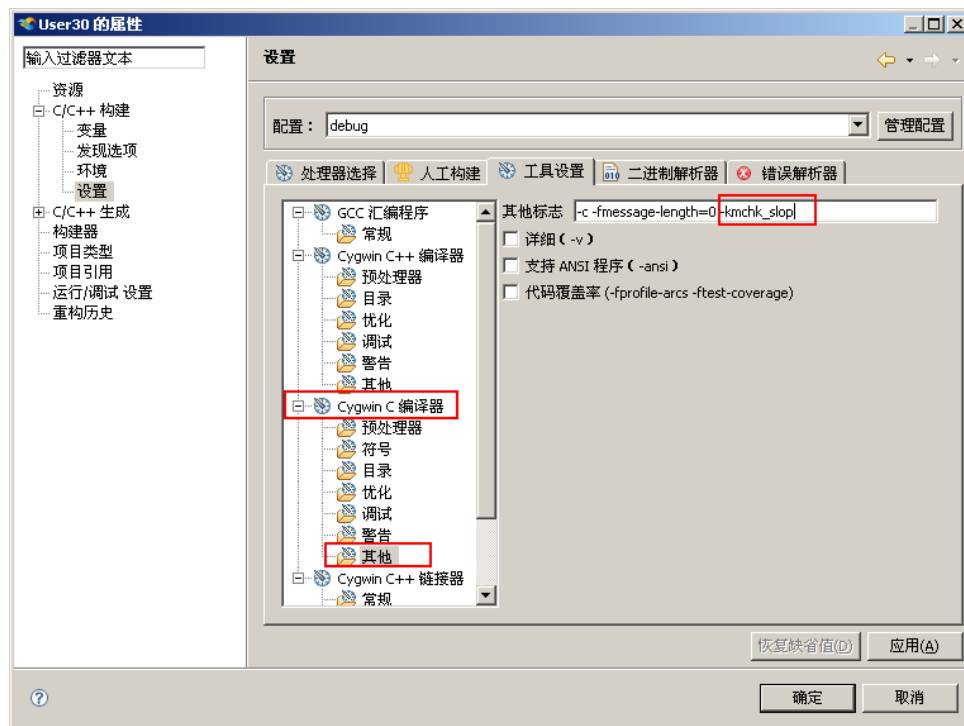 User30 的属性
输入过滤器文本
资源
C/C++ 构建
变量
发现选项
环境
设置
C/C++ 生成
构建器
项目类型
项目引用
运行/调试 设置
重构历史
设置
配置： debug 管理配置
处理器选择 人工构建 工具设置 二进制解析器 错误解析器
GCC 汇编程序
常规
Cygwin C++ 编译器
预处理器
目录
优化
调试
警告
其他
Cygwin C 编译器
预处理器
符号
目录
优化
调试
警告
其他
Cygwin C++ 链接器
常规
其他标志 -c -fmessage-length=0 -kmchk_slop
详细（-v）
支持 ANSI 程序（-ansi）
代码覆盖率 (-fprofile-arcs -ftest-coverage)
恢复缺省值(D) 应用(A)
确定 取消